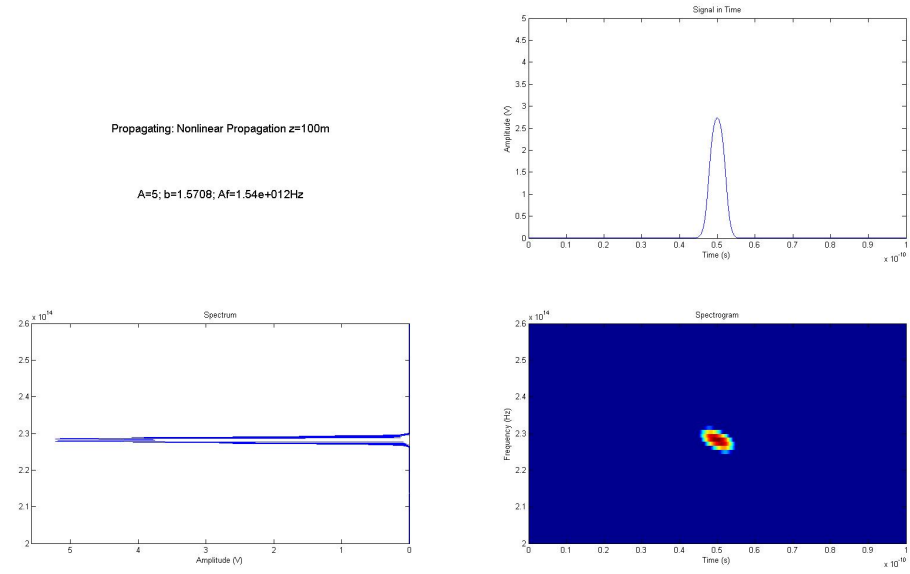 Propagating: Nonlinear Propagation z=100m
A=5; b=1.5708; Af=1.54e+012Hz
Signal in Time
5
4.5
4
3.5
3
2.5
2
1.5
1
0.5
0
Amplitude (V)
0 0.1 0.2 0.3 0.4 0.5 0.6 0.7 0.8 0.9 1
Time (s)
x 10^-10
x 10^14
Spectrum
2.6
2.5
2.4
2.3
2.2
2.1
2
5 4 3 2 1 0
Amplitude (V)
x 10^14
Spectrogram
2.6
2.5
2.4
2.3
2.2
2.1
2
Frequency (Hz)
0 0.1 0.2 0.3 0.4 0.5 0.6 0.7 0.8 0.9 1
Time (s)
x 10^-10